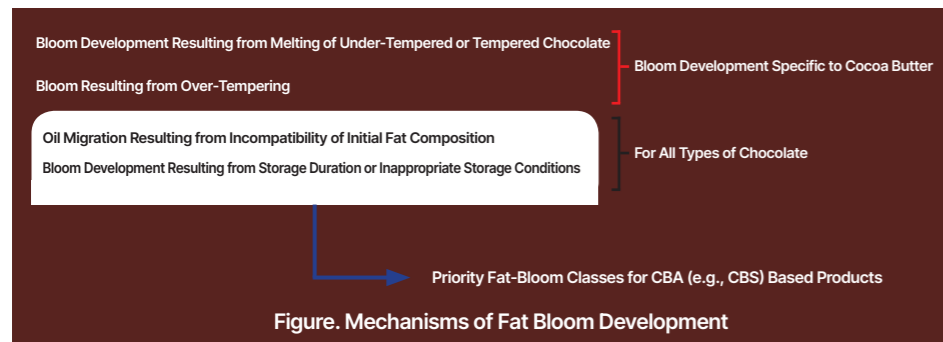 Bloom Development Resulting from Melting of Under-Tempered or Tempered Chocolate
Bloom Resulting from Over-Tempering
Bloom Development Specific to Cocoa Butter
Oil Migration Resulting from Incompatibility of Initial Fat Composition
Bloom Development Resulting from Storage Duration or Inappropriate Storage Conditions
For All Types of Chocolate
Priority Fat-Bloom Classes for CBA (e.g., CBS) Based Products
Figure. Mechanisms of Fat Bloom Development